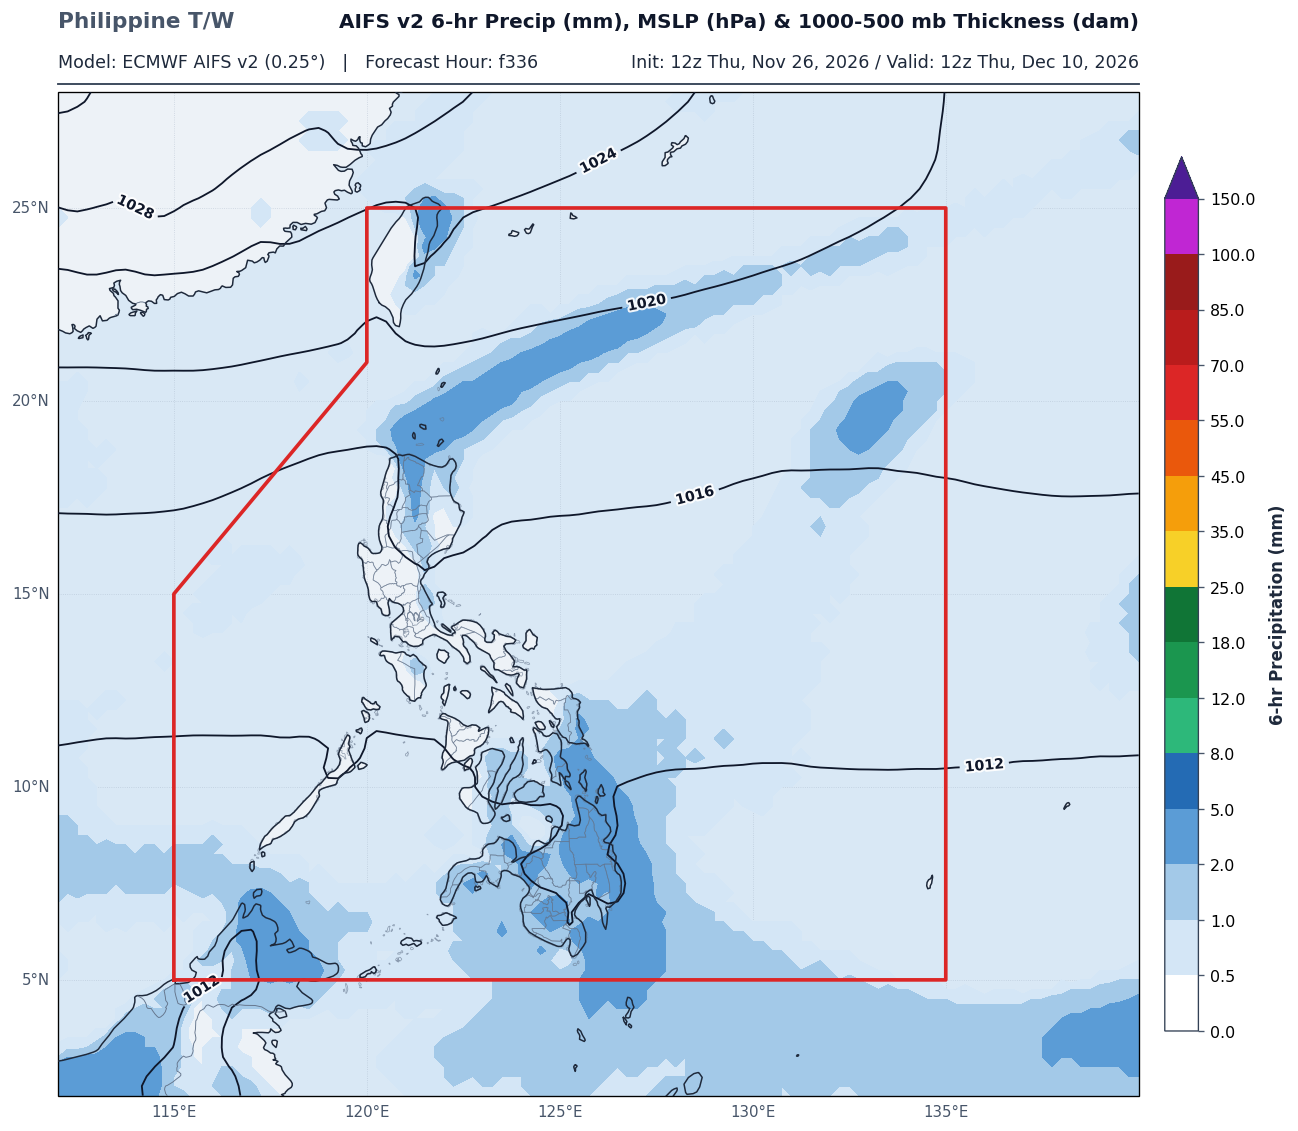 Philippine T/W
AIFS v2 6-hr Precip (mm), MSLP (hPa) & 1000-500 mb Thickness (dam)
Model: ECMWF AIFS v2 (0.25°) | Forecast Hour: f336
Init: 12z Thu, Nov 26, 2026 / Valid: 12z Thu, Dec 10, 2026
1024
1028
1020
1016
1012
1012
25°N
20°N
15°N
10°N
5°N
115°E
120°E
125°E
130°E
135°E
150.0
100.0
85.0
70.0
55.0
45.0
35.0
25.0
18.0
12.0
8.0
5.0
2.0
1.0
0.5
0.0
6-hr Precipitation (mm)